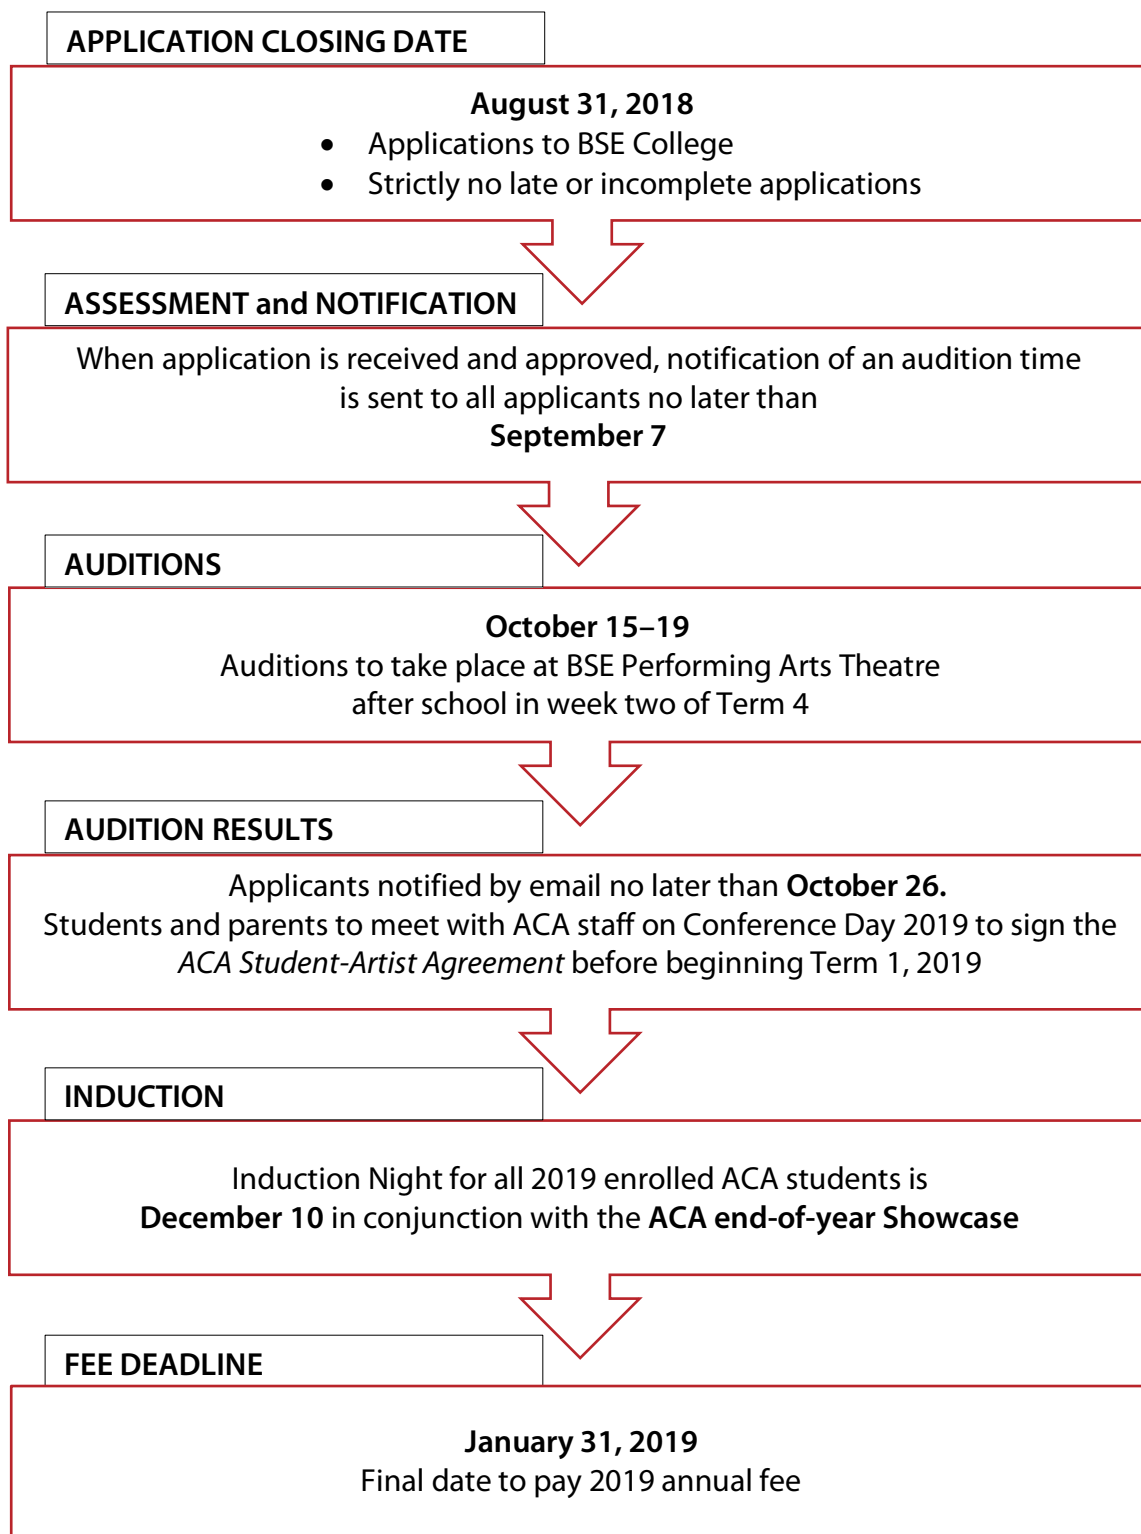 APPLICATION CLOSING DATE
August 31, 2018
• Applications to BSE College
• Strictly no late or incomplete applications
ASSESSMENT and NOTIFICATION
When application is received and approved, notification of an audition time
is sent to all applicants no later than
September 7
AUDITIONS
October 15–19
Auditions to take place at BSE Performing Arts Theatre
after school in week two of Term 4
AUDITION RESULTS
Applicants notified by email no later than October 26.
Students and parents to meet with ACA staff on Conference Day 2019 to sign the
ACA Student-Artist Agreement before beginning Term 1, 2019
INDUCTION
Induction Night for all 2019 enrolled ACA students is
December 10 in conjunction with the ACA end-of-year Showcase
FEE DEADLINE
January 31, 2019
Final date to pay 2019 annual fee